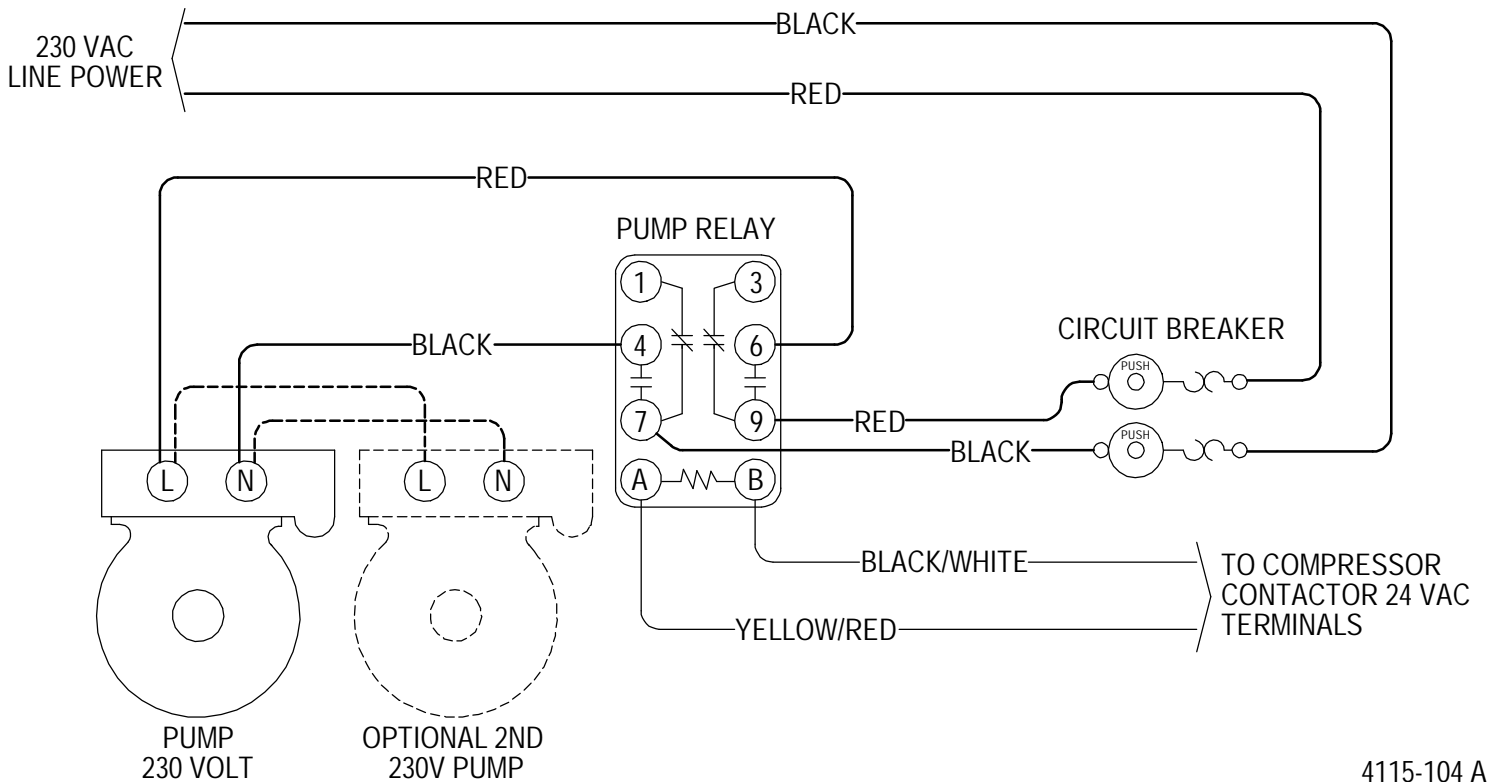 BLACK
230 VAC
LINE POWER
RED
RED
PUMP RELAY
1
3
CIRCUIT BREAKER
BLACK
4
6
PUSH
7
9
RED
PUSH
BLACK
L
N
L
N
A
B
BLACK/WHITE
TO COMPRESSOR
CONTACTOR 24 VAC
TERMINALS
YELLOW/RED
PUMP
230 VOLT
OPTIONAL 2ND
230V PUMP
4115-104 A